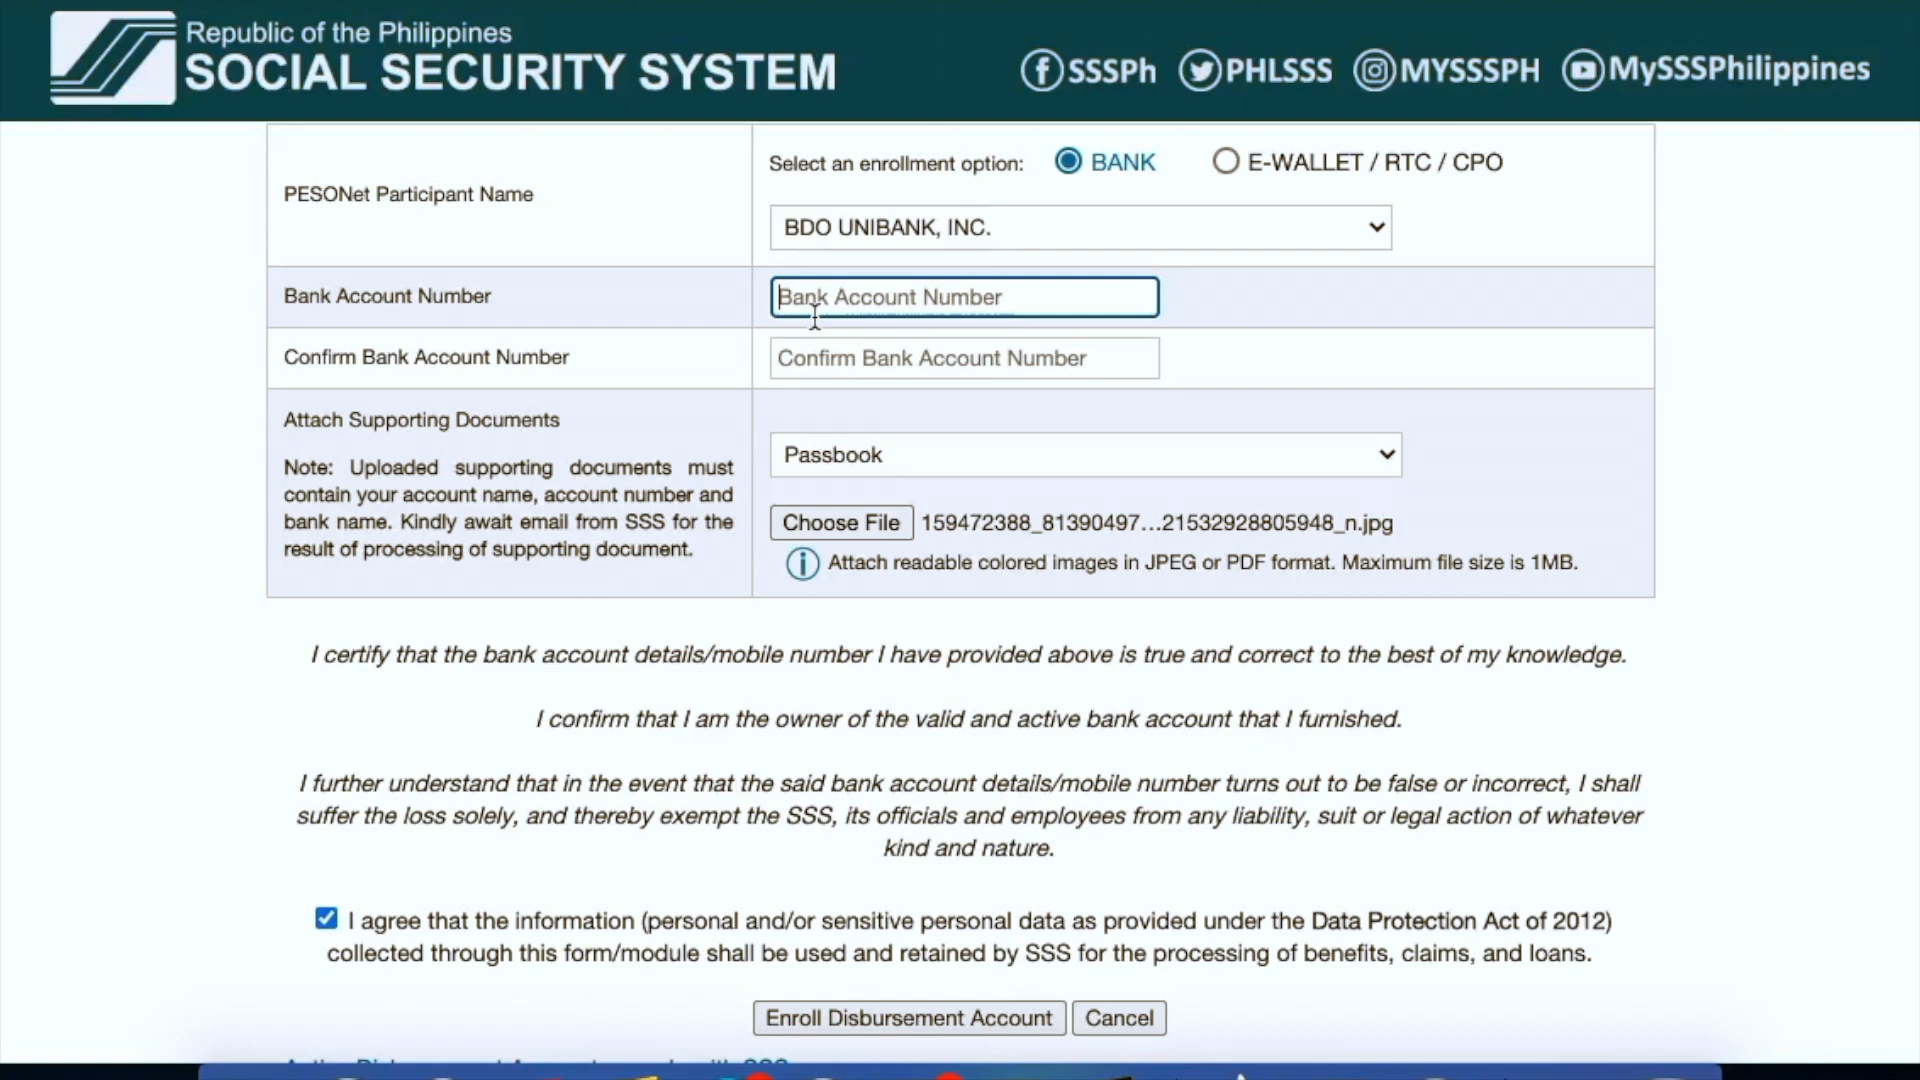 Republic of the Philippines
SOCIAL SECURITY SYSTEM
SSSPh PHLSSS MYSSSPH MySSSPhilippines
PESONet Participant Name
Select an enrollment option: BANK E-WALLET / RTC / CPO
BDO UNIBANK, INC.
Bank Account Number
Bank Account Number
Confirm Bank Account Number
Confirm Bank Account Number
Attach Supporting Documents
Note: Uploaded supporting documents must
contain your account name, account number and
bank name. Kindly await email from SSS for the
result of processing of supporting document.
Passbook
Choose File 159472388_81390497...21532928805948_n.jpg
Attach readable colored images in JPEG or PDF format. Maximum file size is 1MB.
I certify that the bank account details/mobile number I have provided above is true and correct to the best of my knowledge.
I confirm that I am the owner of the valid and active bank account that I furnished.
I further understand that in the event that the said bank account details/mobile number turns out to be false or incorrect, I shall
suffer the loss solely, and thereby exempt the SSS, its officials and employees from any liability, suit or legal action of whatever
kind and nature.
I agree that the information (personal and/or sensitive personal data as provided under the Data Protection Act of 2012)
collected through this form/module shall be used and retained by SSS for the processing of benefits, claims, and loans.
Enroll Disbursement Account Cancel